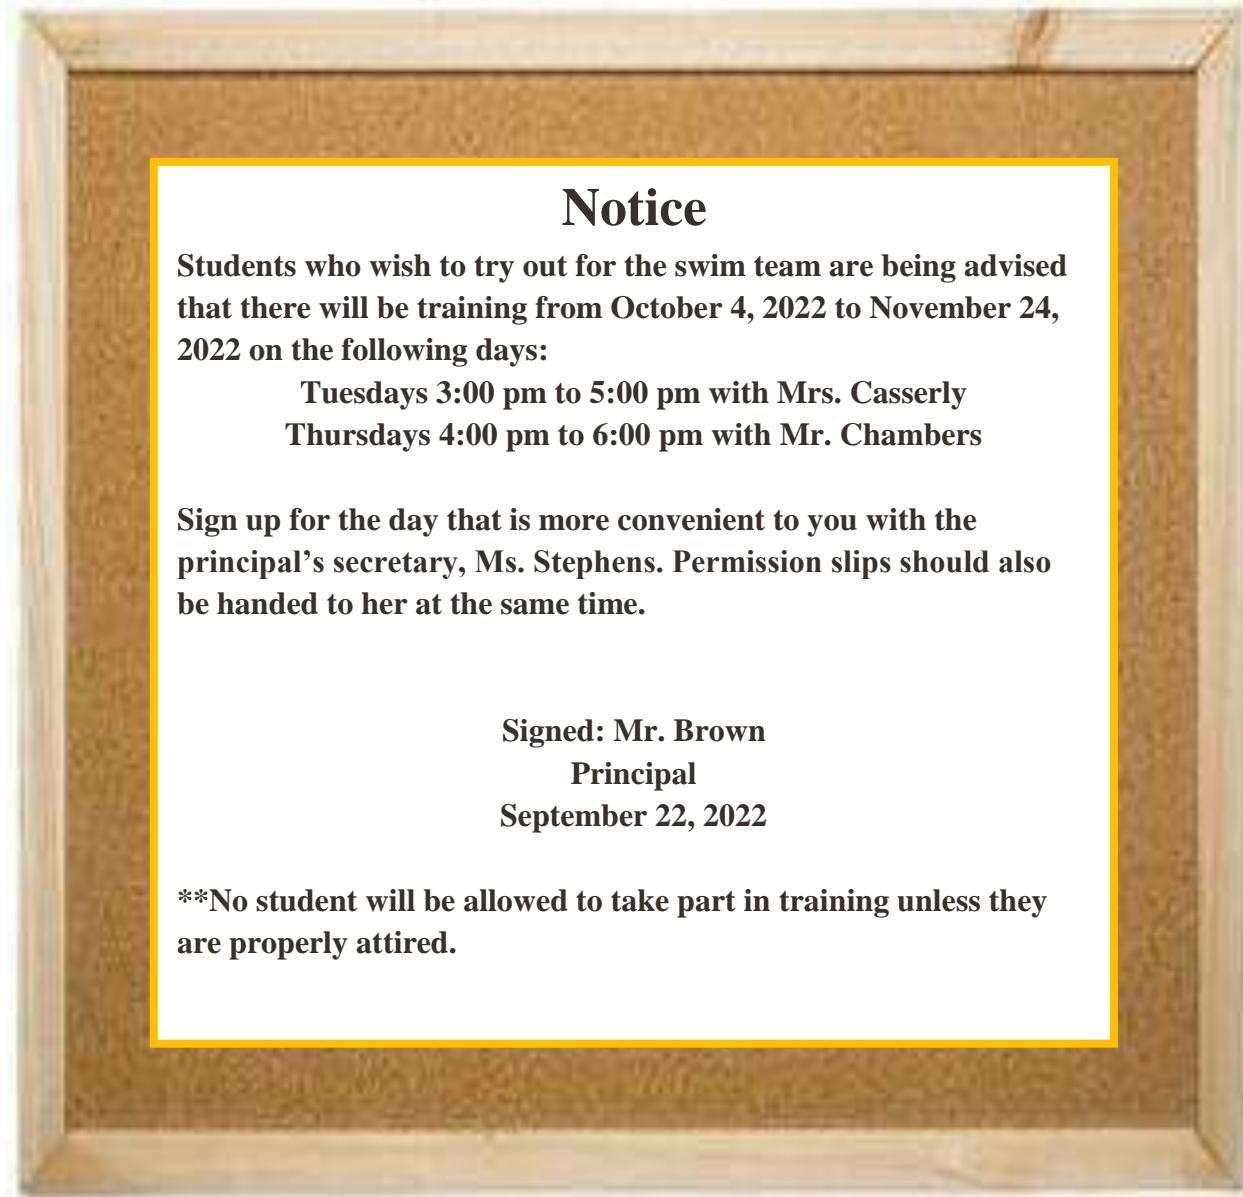 Notice
Students who wish to try out for the swim team are being advised
that there will be training from October 4, 2022 to November 24,
2022 on the following days:
Tuesdays 3:00 pm to 5:00 pm with Mrs. Casserly
Thursdays 4:00 pm to 6:00 pm with Mr. Chambers
Sign up for the day that is more convenient to you with the
principal’s secretary, Ms. Stephens. Permission slips should also
be handed to her at the same time.
Signed: Mr. Brown
Principal
September 22, 2022
**No student will be allowed to take part in training unless they
are properly attired.